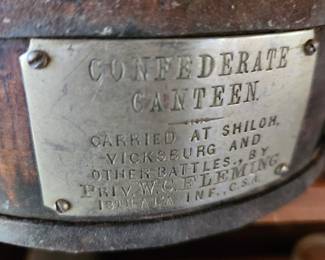 CONFEDERATE
CANTEEN.
CARRIED AT SHILOH,
VICKSBURG AND
OTHER BATTLES., BY
PRIV. W.C. FLEMING
INF., C.S.A.